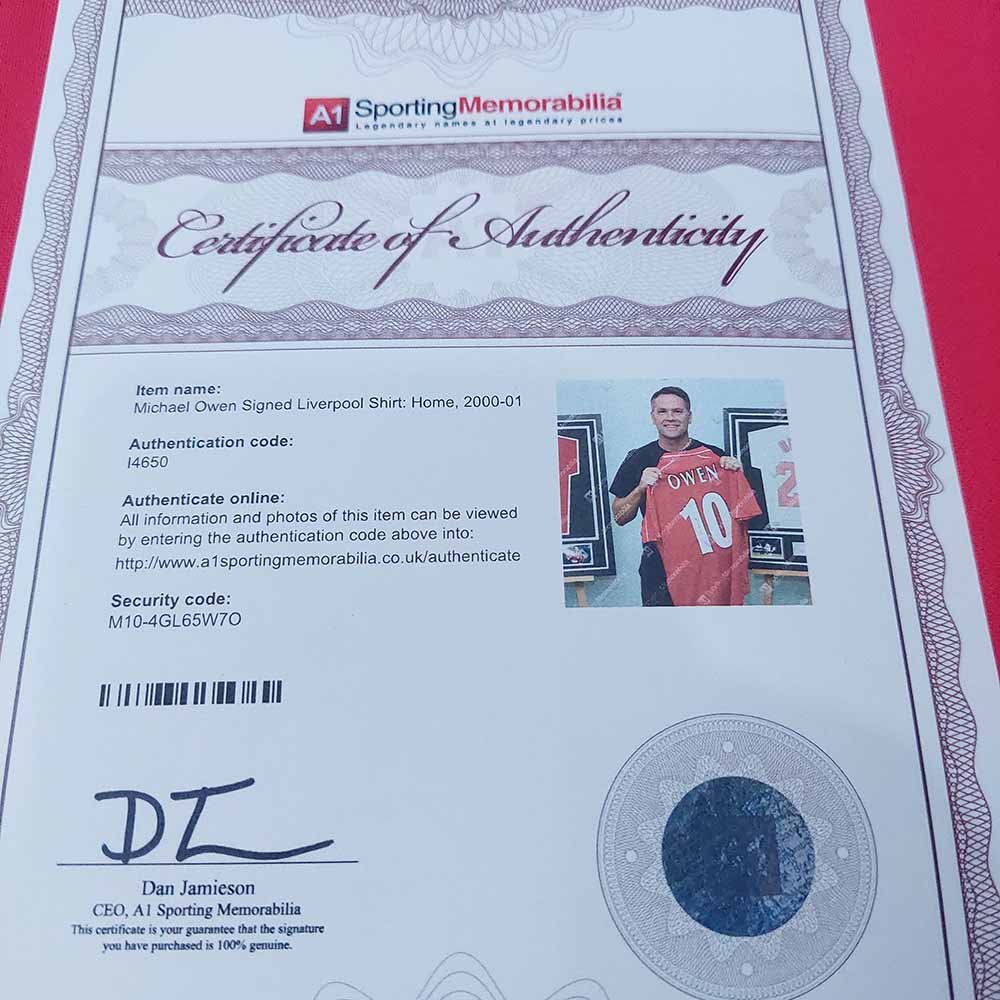 A1 SportingMemorabilia
Legendary names at legendary prices
Certificate of Authenticity
Item name:
Michael Owen Signed Liverpool Shirt: Home, 2000-01
Authentication code:
I4650
Authenticate online:
All information and photos of this item can be viewed
by entering the authentication code above into:
http://www.a1sportingmemorabilia.co.uk/authenticate
Security code:
M10-4GL65W7O
OWEN
10
2
Dan Jamieson
CEO, A1 Sporting Memorabilia
This certificate is your guarantee that the signature
you have purchased is 100% genuine.